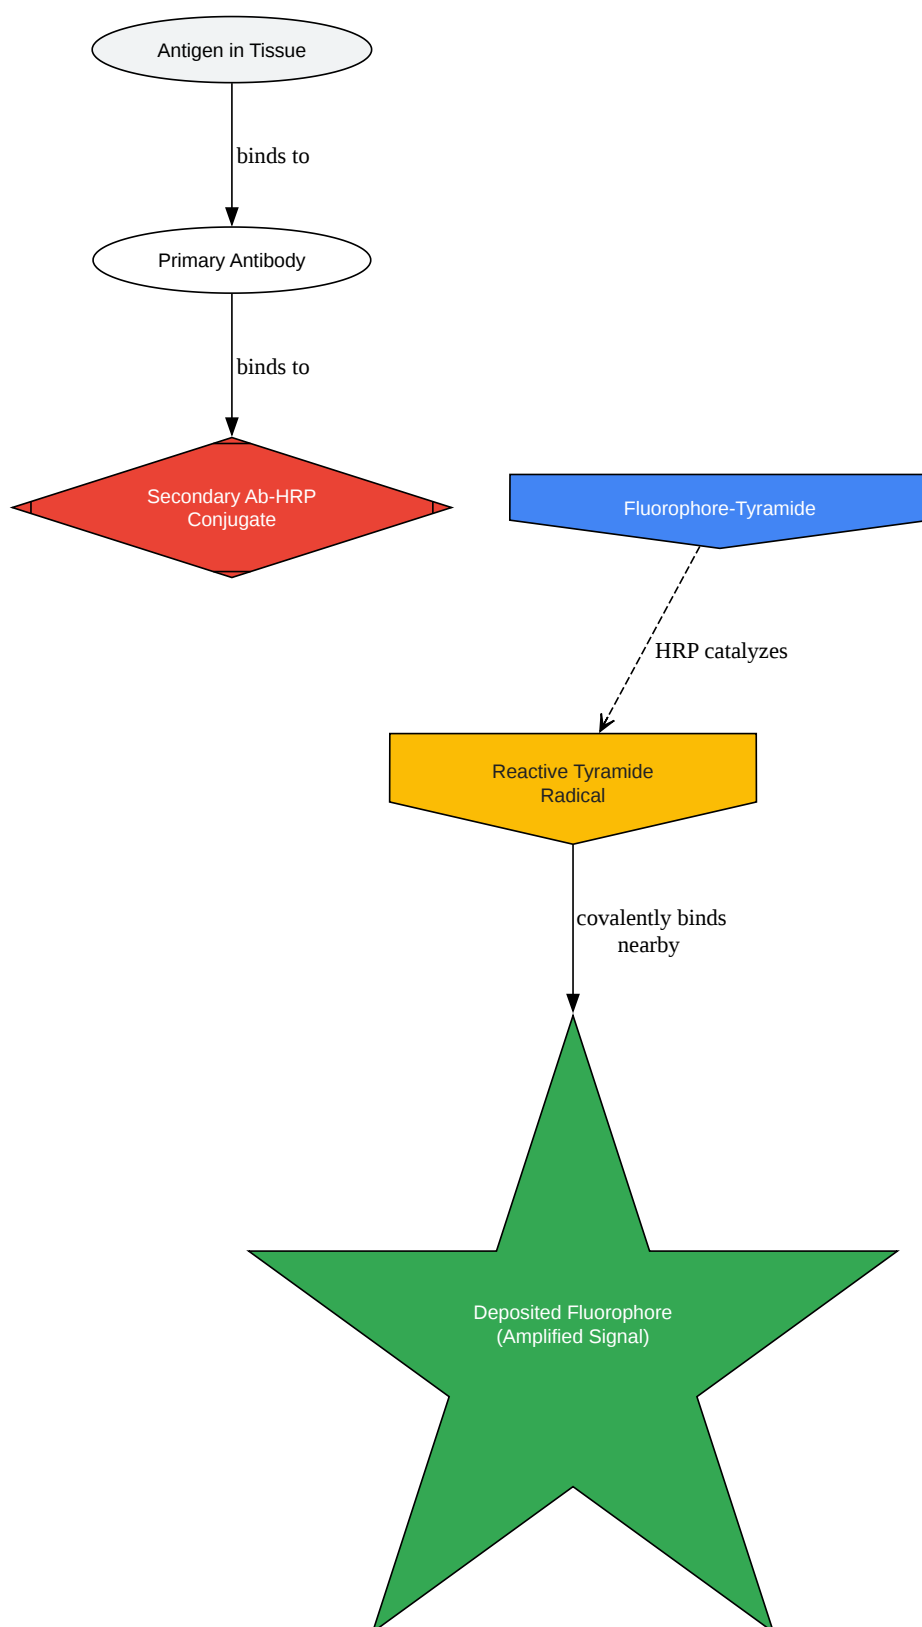 Antigen in Tissue
binds to
Primary Antibody
binds to
Secondary Ab-HRP
Conjugate
Fluorophore-Tyramide
HRP catalyzes
Reactive Tyramide
Radical
covalently binds
nearby
Deposited Fluorophore
(Amplified Signal)